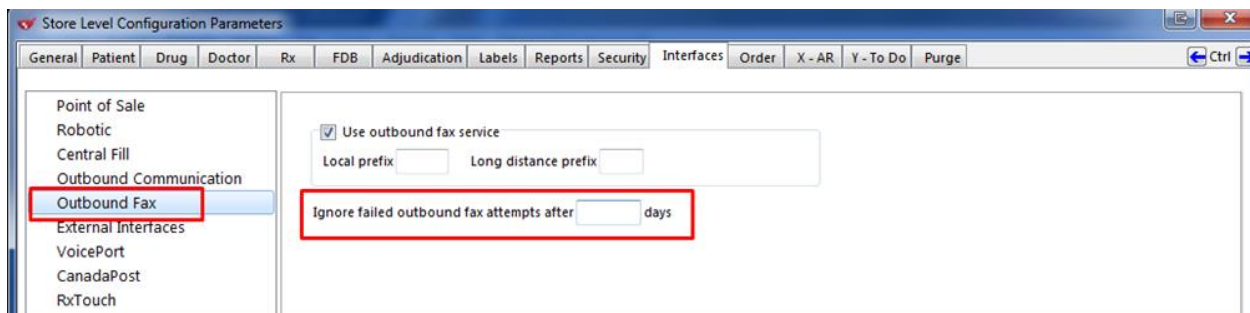 Store Level Configuration Parameters
General Patient Drug Doctor Rx FDB Adjudication Labels Reports Security Interfaces Order X - AR Y - To Do Purge Ctrl
Point of Sale
Robotic
Central Fill
Outbound Communication
Outbound Fax
External Interfaces
VoicePort
CanadaPost
RxTouch
Use outbound fax service
Local prefix Long distance prefix
Ignore failed outbound fax attempts after days